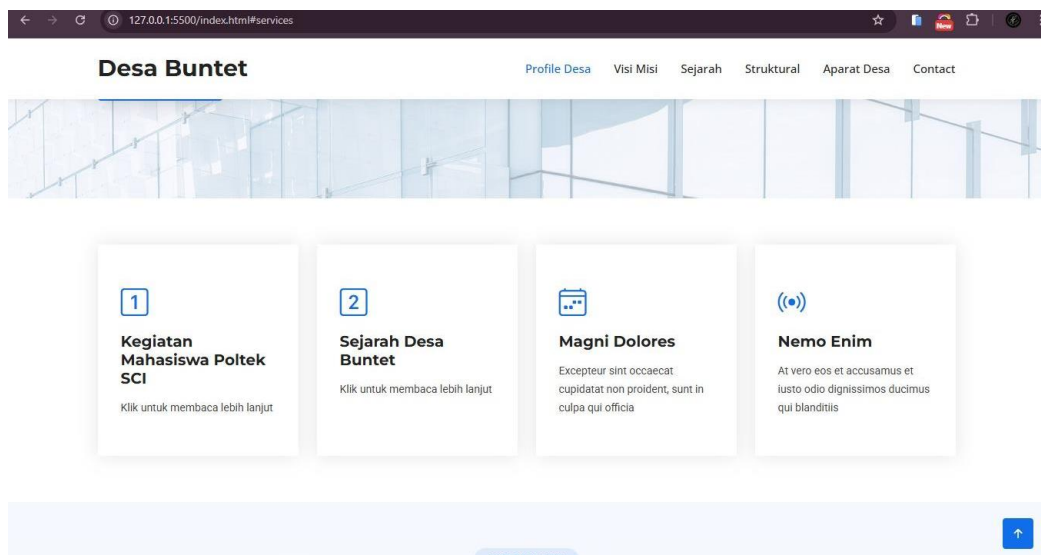 127.0.0.1:5500/index.html#services
New
Desa Buntet
Profile Desa Visi Misi Sejarah Struktural Aparat Desa Contact
1
Kegiatan
Mahasiswa Poltek
SCI
Klik untuk membaca lebih lanjut
2
Sejarah Desa
Buntet
Klik untuk membaca lebih lanjut
Magni Dolores
Excepteur sint occaecat
cupidatat non proident, sunt in
culpa qui officia
Nemo Enim
At vero eos et accusamus et
iusto odio dignissimos ducimus
qui blanditiis